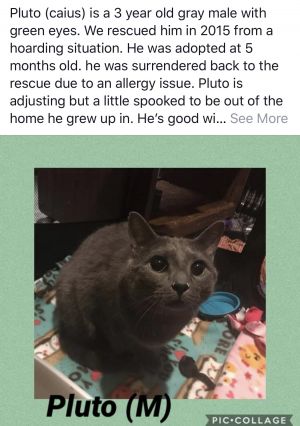 Pluto (caius) is a 3 year old gray male with
green eyes. We rescued him in 2015 from a
hoarding situation. He was adopted at 5
months old. he was surrendered back to the
rescue due to an allergy issue. Pluto is
adjusting but a little spooked to be out of the
home he grew up in. He’s good wi... See More
Pluto (M)
PIC•COLLAGE